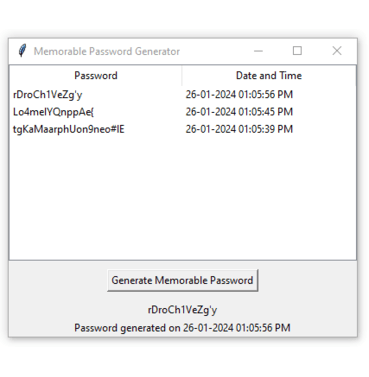 Memorable Password Generator
Password Date and Time
rDroCh1VeZg'y 26-01-2024 01:05:56 PM
Lo4meIYQnppAe{ 26-01-2024 01:05:45 PM
tgKaMaarphUon9neo#IE 26-01-2024 01:05:39 PM
Generate Memorable Password
rDroCh1VeZg'y
Password generated on 26-01-2024 01:05:56 PM